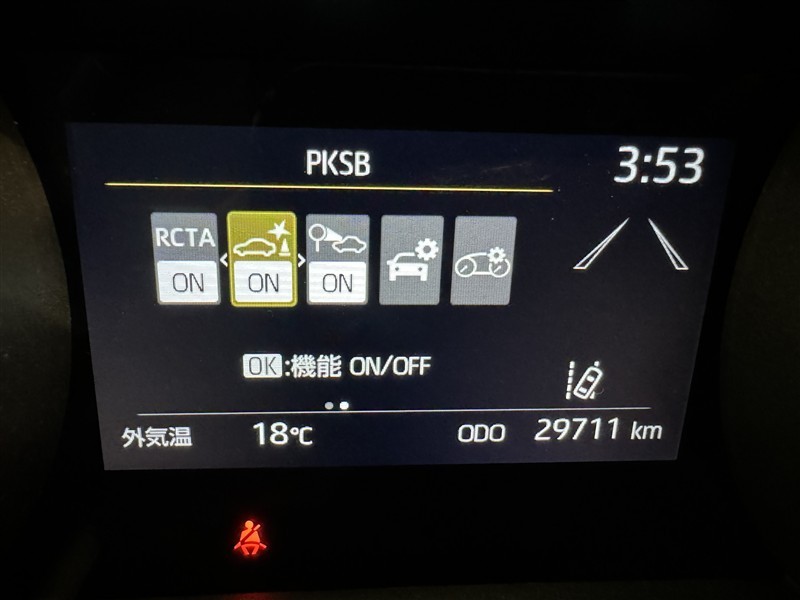 PKSB
3:53
RCTA
ON
ON
ON
OK:機能 ON/OFF
外気温 18℃ ODO 29711 km